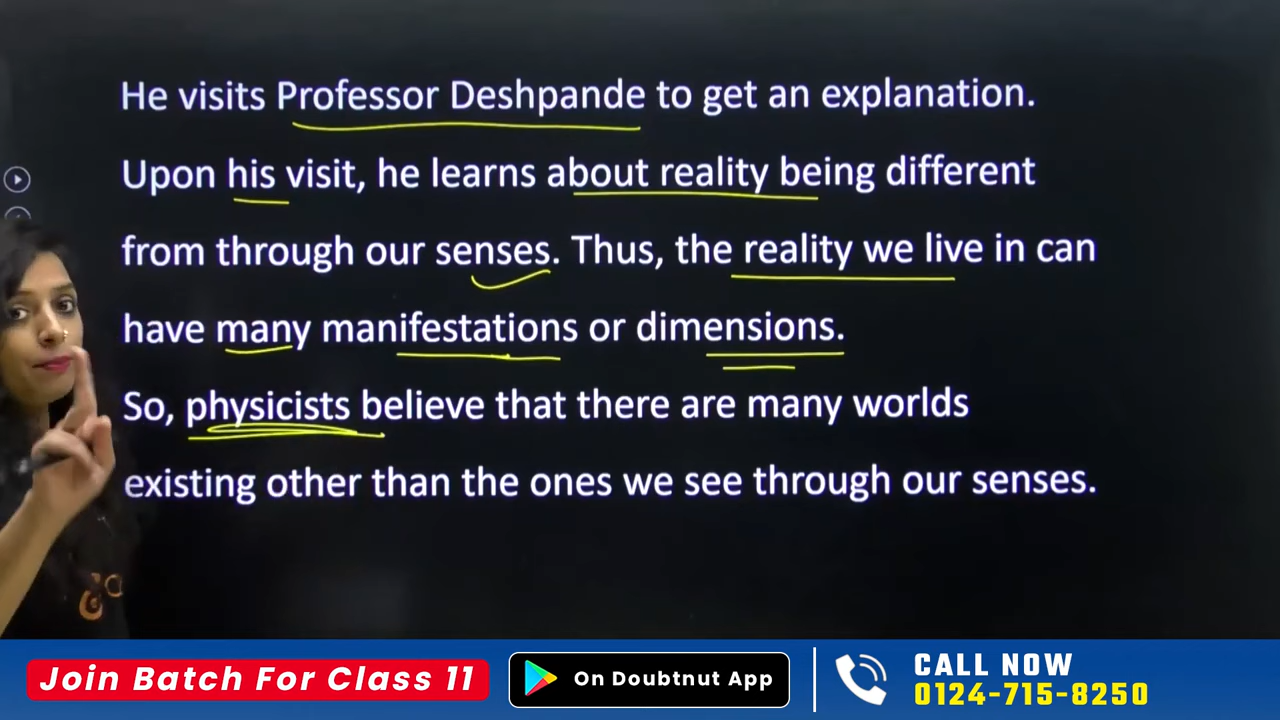 He visits Professor Deshpande to get an explanation.
Upon his visit, he learns about reality being different
from through our senses. Thus, the reality we live in can
have many manifestations or dimensions.
So, physicists believe that there are many worlds
existing other than the ones we see through our senses.
Join Batch For Class 11
On Doubtnut App
CALL NOW
0124-715-8250